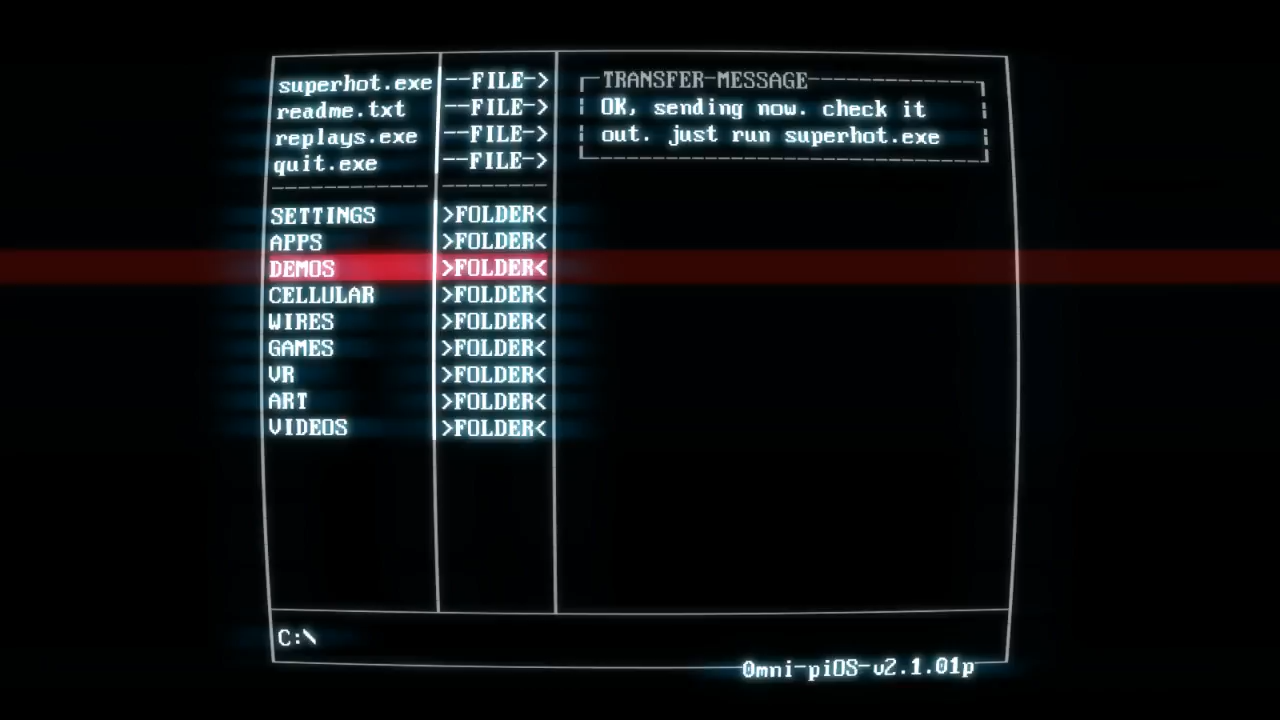 superhot.exe --FILE->
readme.txt --FILE->
replays.exe --FILE->
quit.exe --FILE->
SETTINGS >FOLDER<
APPS >FOLDER<
DEMOS >FOLDER<
CELLULAR >FOLDER<
WIRES >FOLDER<
GAMES >FOLDER<
VR >FOLDER<
ART >FOLDER<
VIDEOS >FOLDER<
TRANSFER-MESSAGE
OK, sending now. check it
out. just run superhot.exe
C:\
0mni-piOS-v2.1.01p